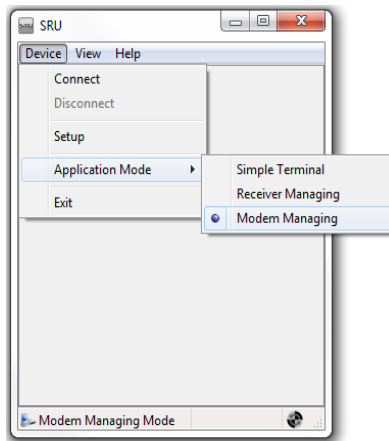 SRU
Device View Help
Connect
Disconnect
Setup
Application Mode
Simple Terminal
Receiver Managing
Modem Managing
Exit
Modem Managing Mode